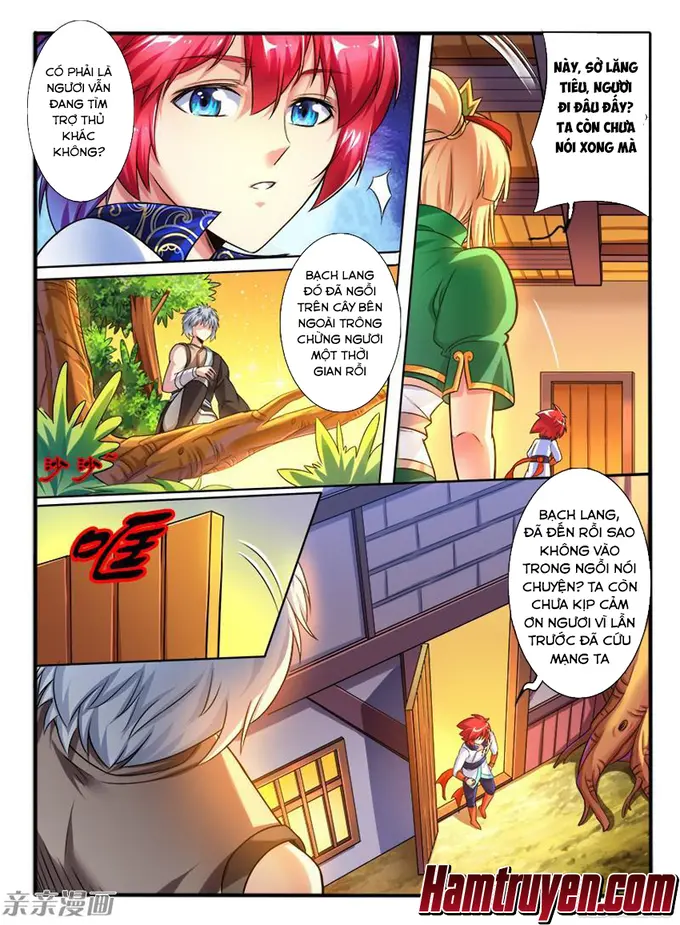 CÓ PHẢI LÀ
NGƯƠI VẪN
ĐANG TÌM
TRỢ THỦ
KHÁC
KHÔNG?
NÀY, SỞ LĂNG
TIÊU, NGƯƠI
ĐI ĐÂU ĐẤY?
TA CÒN CHƯA
NÓI XONG MÀ
BẠCH LANG
ĐÓ ĐÃ NGỒI
TRÊN CÂY BÊN
NGOÀI TRÔNG
CHỪNG NGƯƠI
MỘT THỜI
GIAN RỒI
沙沙~
哐
BẠCH LANG,
ĐÃ ĐẾN RỒI SAO
KHÔNG VÀO
TRONG NGỒI NÓI
CHUYỆN? TA CÒN
CHƯA KỊP CẢM
ƠN NGƯƠI VÌ LẦN
TRƯỚC ĐÃ CỨU
MẠNG TA
亲亲漫画
Hamtruyen.com